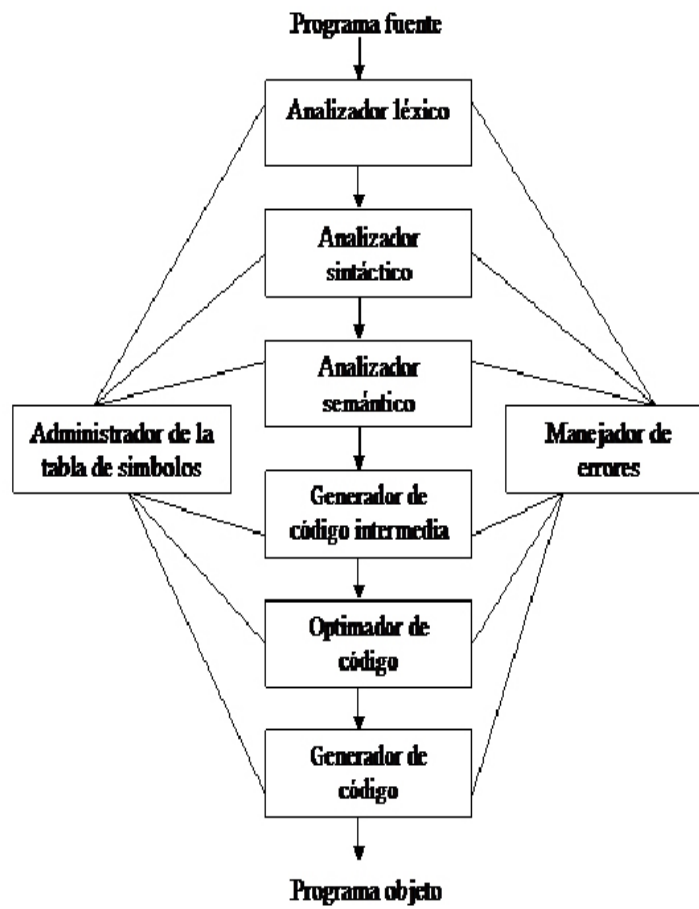 Programa fuente
Analizador léxico
Analizador
sintáctico
Analizador
semántico
Administrador de la
tabla de simbolos
Manejador de
errores
Generador de
código intermedia
Optimador de
código
Generador de
código
Programa objeto